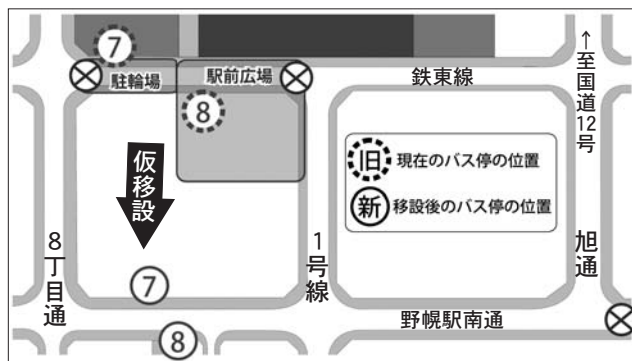 ⑦
駐輪場
駅前広場
⑧
鉄東線
↑至国道12号
旧 現在のバス停の位置
新 移設後のバス停の位置
仮移設
8丁目通
1号線
旭通
⑦
野幌駅南通
⑧